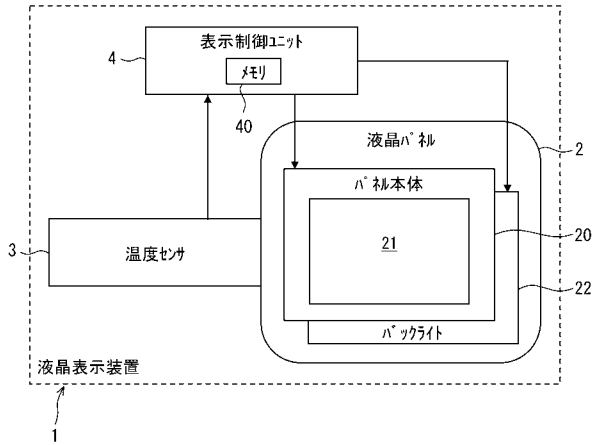 表示制御ﾕﾆｯﾄ
4
ﾒﾓﾘ
40
液晶ﾊﾟﾈﾙ
2
ﾊﾟﾈﾙ本体
3
温度ｾﾝｻ
21
20
22
ﾊﾞｯｸﾗｲﾄ
液晶表示装置
1